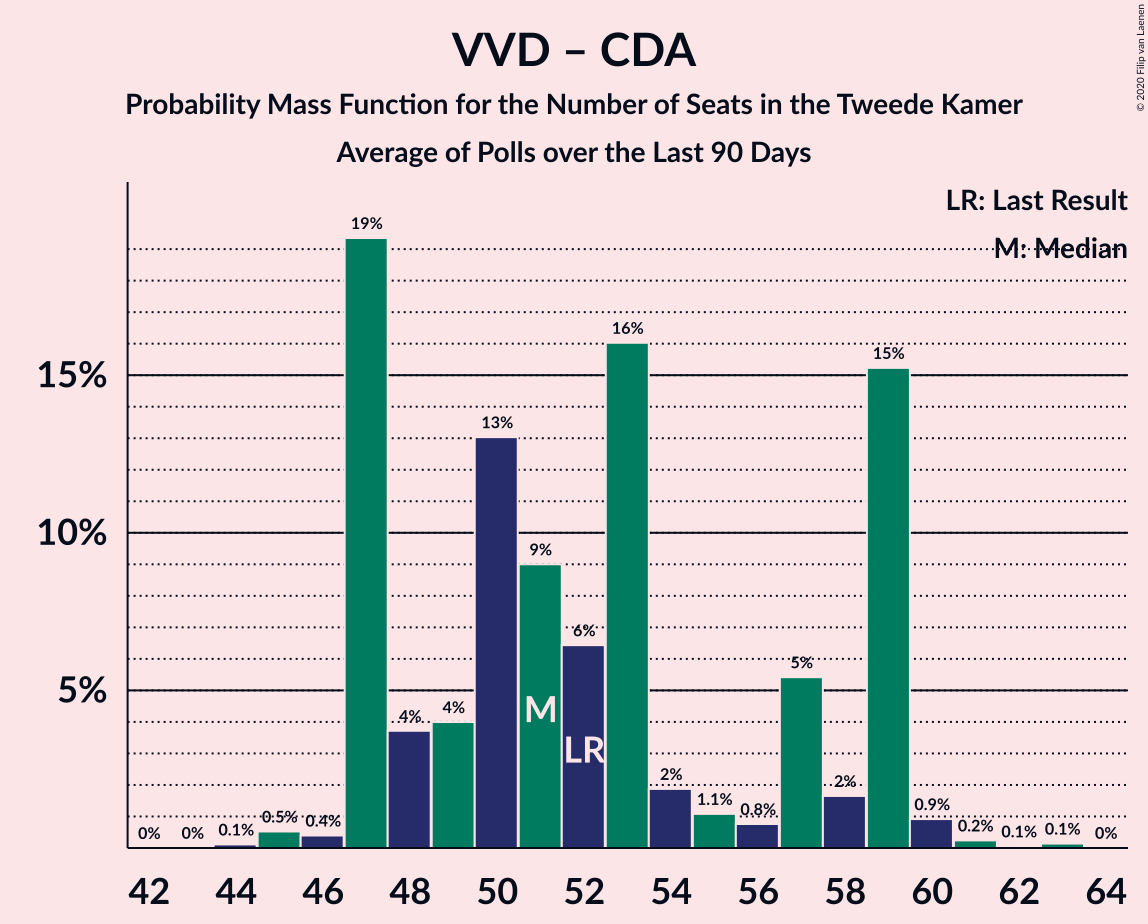 VVD – CDA
Probability Mass Function for the Number of Seats in the Tweede Kamer
Average of Polls over the Last 90 Days
© 2020 Filip van Laenen
LR: Last Result
M: Median
15%
10%
5%
0%
0%
0.1%
0.5%
0.4%
19%
4%
4%
13%
9%
6%
16%
2%
1.1%
0.8%
5%
2%
15%
0.9%
0.2%
0.1%
0.1%
0%
M
LR
42 44 46 48 50 52 54 56 58 60 62 64